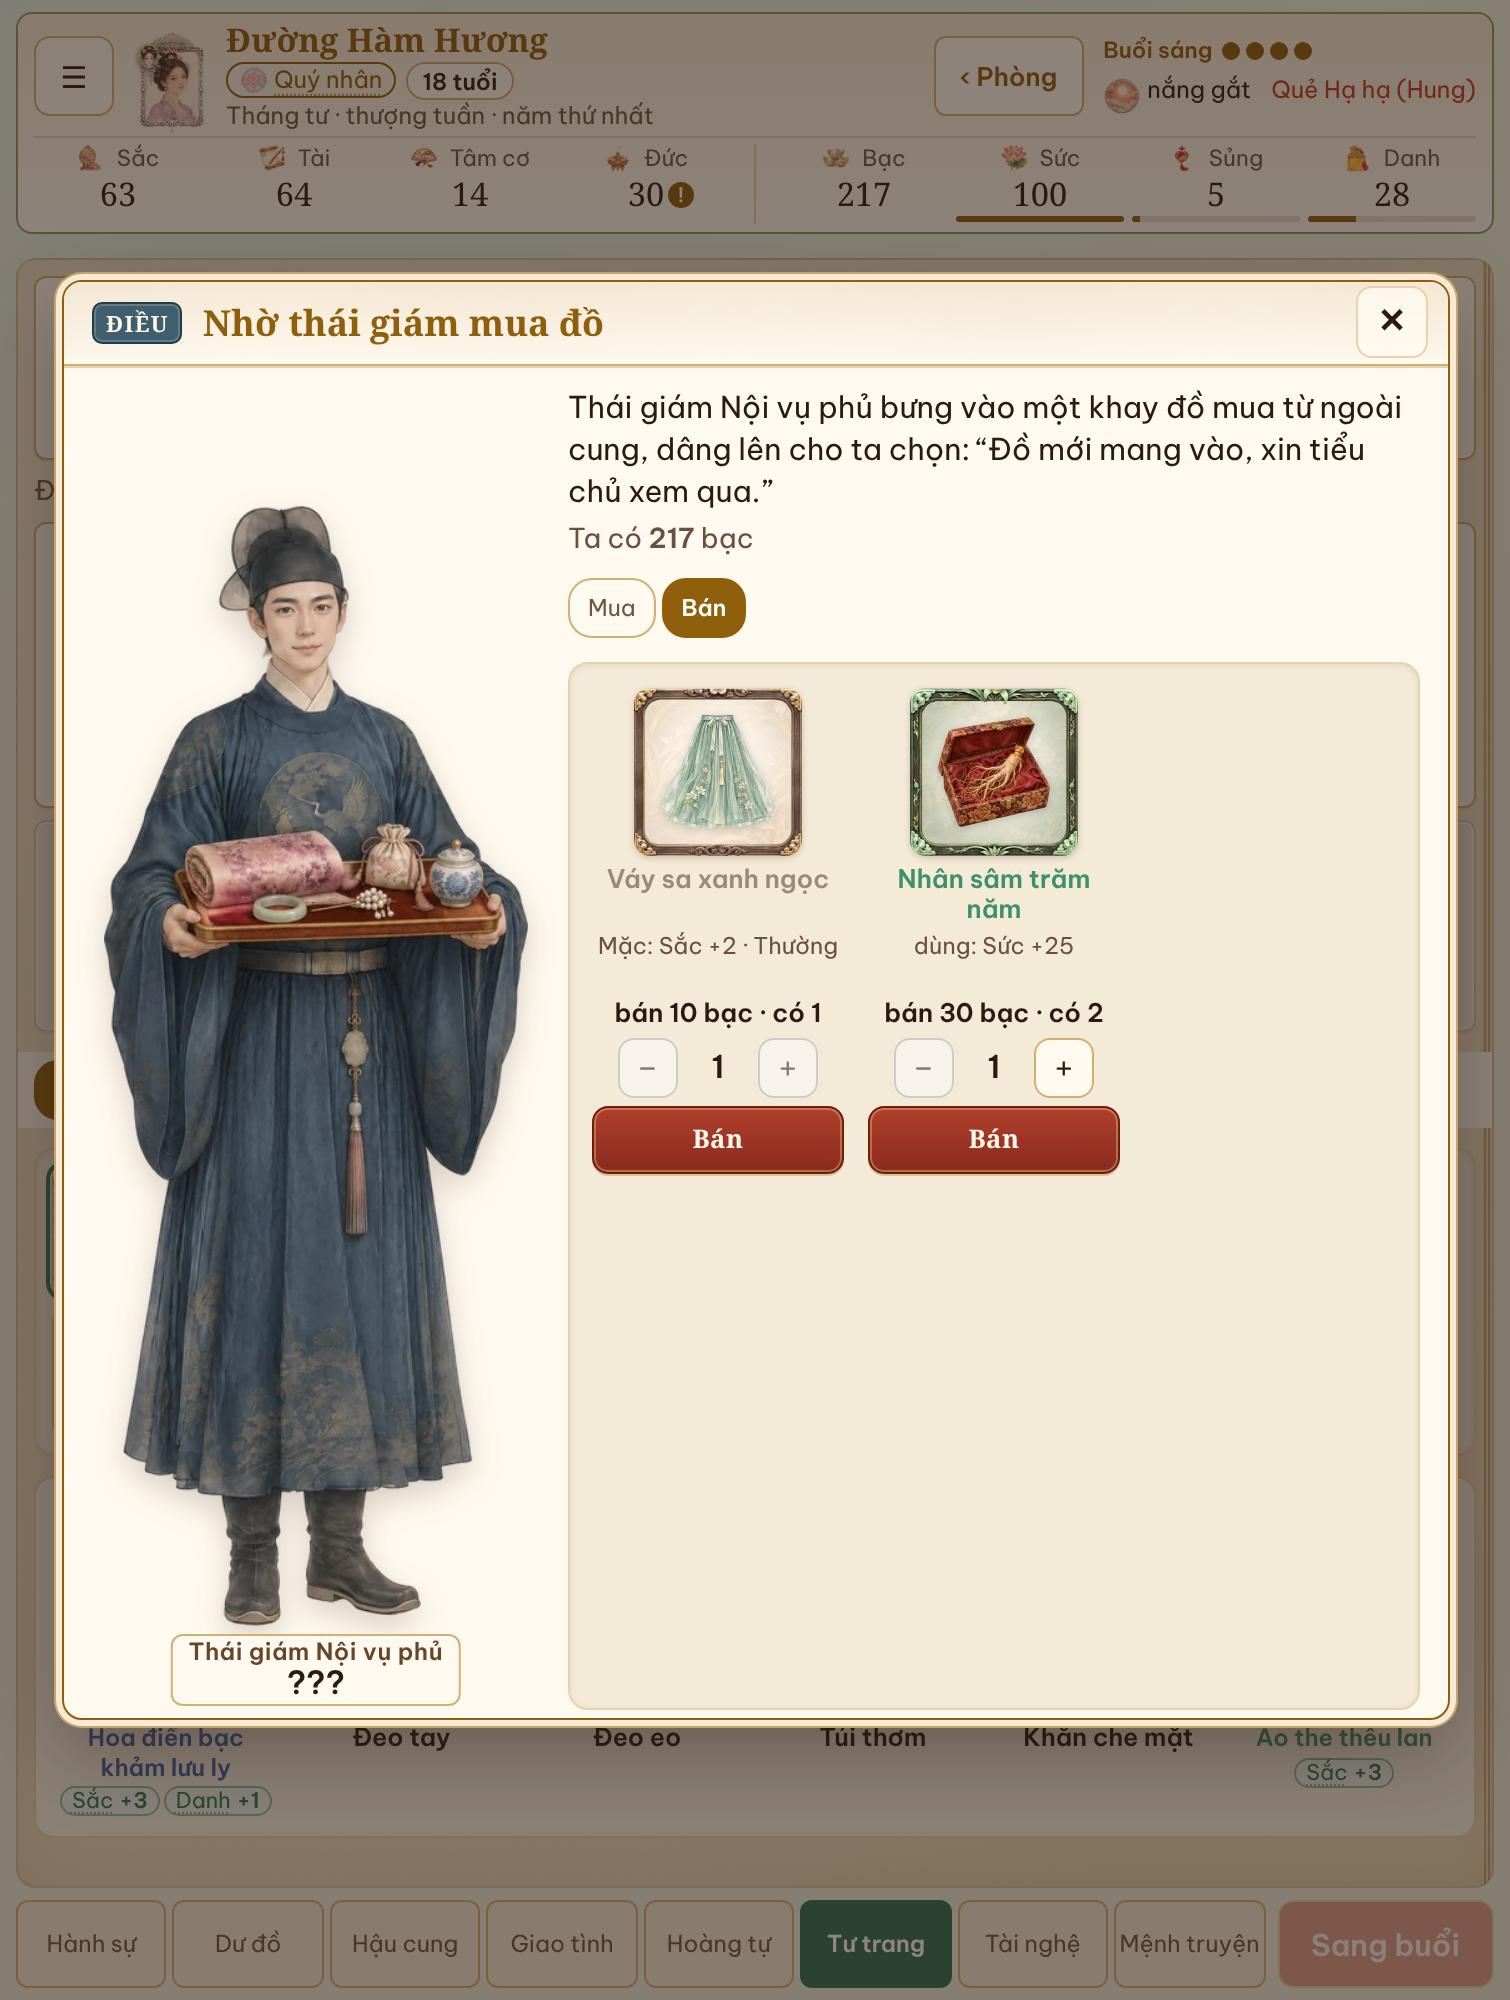 ☰
Đường Hàm Hương
Quý nhân
18 tuổi
Tháng tư · thượng tuần · năm thứ nhất
‹ Phòng
Buổi sáng
nắng gắt
Quẻ Hạ hạ (Hung)
Sắc
63
Tài
64
Tâm cơ
14
Đức
30 !
Bạc
217
Sức
100
Sủng
5
Danh
28
ĐIỀU
Nhờ thái giám mua đồ
✕
Thái giám Nội vụ phủ bưng vào một khay đồ mua từ ngoài
cung, dâng lên cho ta chọn: “Đồ mới mang vào, xin tiểu
chủ xem qua.”
Ta có 217 bạc
Mua
Bán
Váy sa xanh ngọc
Mặc: Sắc +2 · Thường
bán 10 bạc · có 1
− 1 +
Bán
Nhân sâm trăm
năm
dùng: Sức +25
bán 30 bạc · có 2
− 1 +
Bán
Thái giám Nội vụ phủ
???
Hoa điền bạc
khảm lưu ly
Sắc +3
Danh +1
Đeo tay
Đeo eo
Túi thơm
Khăn che mặt
Áo the thêu lan
Sắc +3
Hành sự
Dư đồ
Hậu cung
Giao tình
Hoàng tự
Tư trang
Tài nghệ
Mệnh truyện
Sang buổi